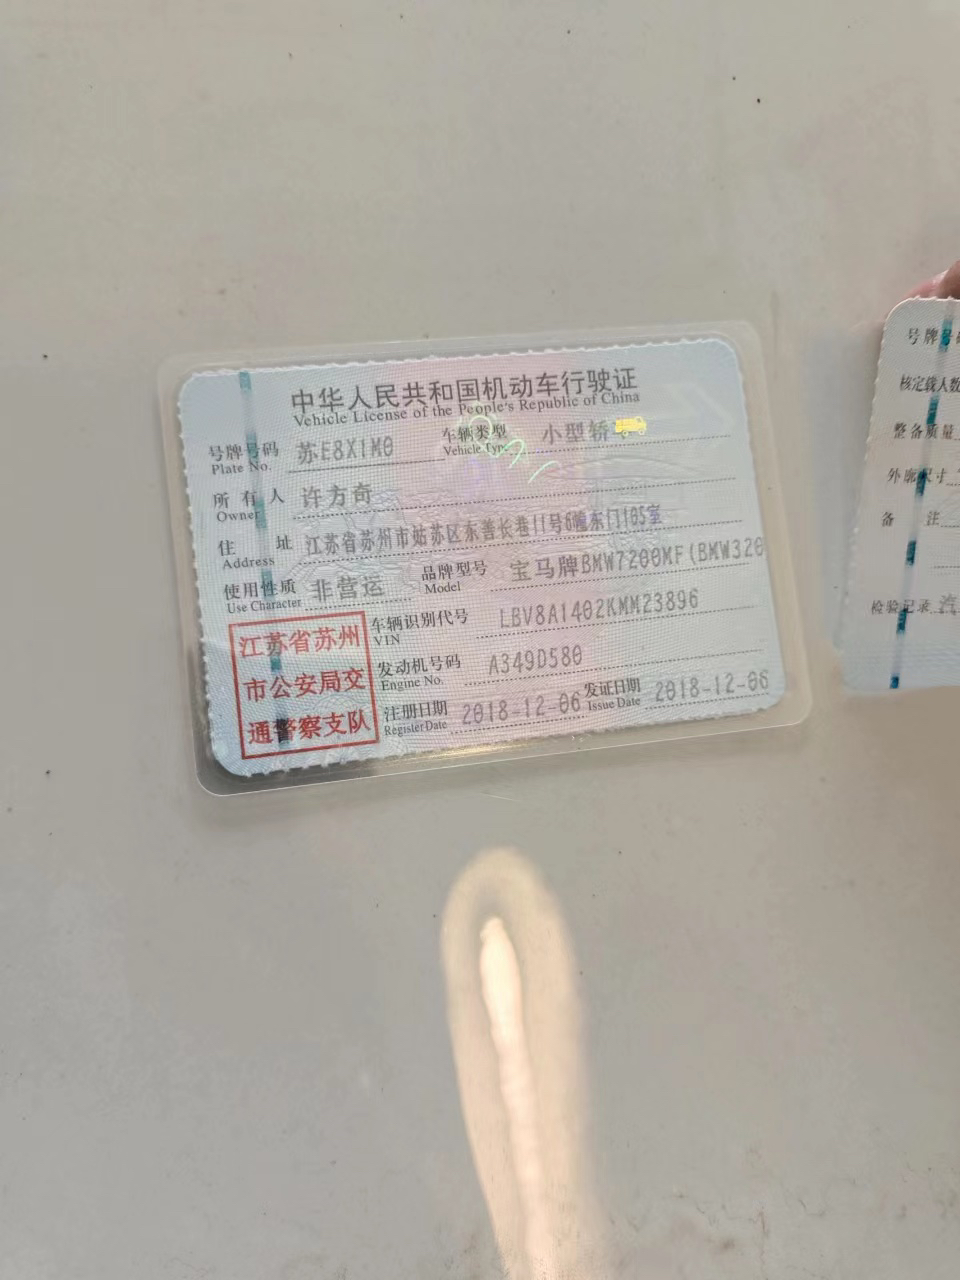 中华人民共和国机动车行驶证
Vehicle License of the People's Republic of China
号牌号码 苏E8X1M0 车辆类型 小型轿
Plate No. Vehicle Type
所有人 许方奇
Owner
住址 江苏省苏州市姑苏区东善长巷11号6幢东门105室
Address
使用性质 非营运 品牌型号 宝马牌BMW7200MF(BMW320
Use Character Model
车辆识别代号 LBV8A1402KMM23896
VIN
发动机号码 A349D580
Engine No.
注册日期 2018-12-06 发证日期 2018-12-06
Register Date Issue Date
江苏省苏州
市公安局交
通警察支队
号牌号码
核定载人数
整备质量
外廓尺寸
备注
检验记录